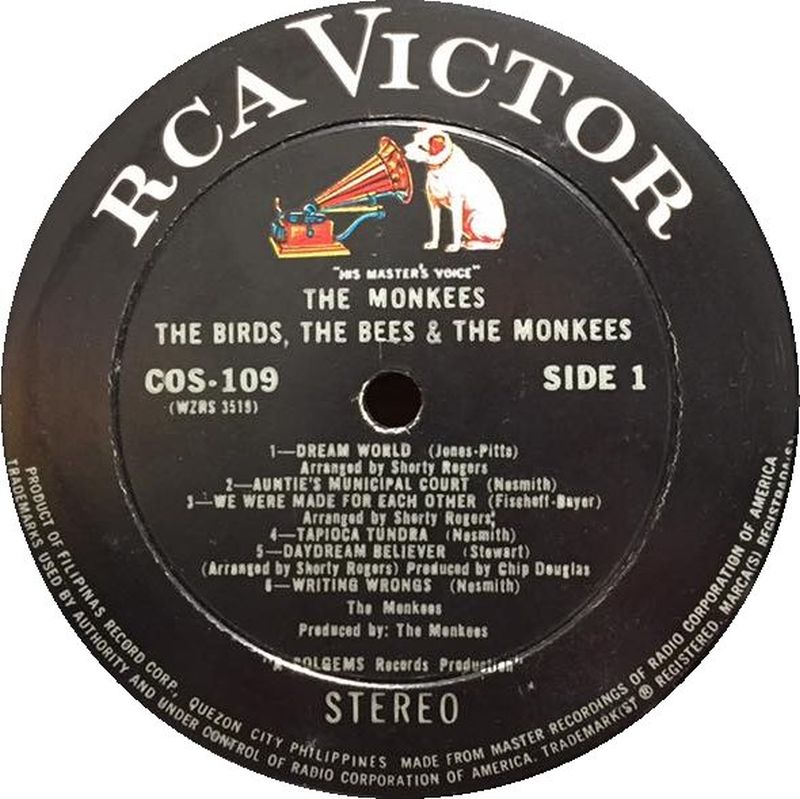 RCA VICTOR
"HIS MASTER'S VOICE"
THE MONKEES
THE BIRDS, THE BEES & THE MONKEES
COS-109 SIDE 1
(WZRS 3518)
1—DREAM WORLD (Jones-Pitts)
Arranged by Shorty Rogers
2—AUNTIE'S MUNICIPAL COURT (Nesmith)
3—WE WERE MADE FOR EACH OTHER (Fischoff-Bayer)
Arranged by Shorty Rogers
4—TAPIOCA TUNDRA (Nesmith)
5—DAYDREAM BELIEVER (Stewart)
(Arranged by Shorty Rogers) Produced by Chip Douglas
6—WRITING WRONGS (Nesmith)
The Monkees
Produced by: The Monkees
"A COLGEMS Records Production"
STEREO
PRODUCT OF FILIPINAS RECORD CORP., QUEZON CITY PHILIPPINES MADE FROM MASTER RECORDINGS OF RADIO CORPORATION OF AMERICA
TRADEMARKS USED BY AUTHORITY AND UNDER CONTROL OF RADIO CORPORATION OF AMERICA. TRADEMARK(S) ® REGISTERED. MARCA(S) REGISTRADA(S)